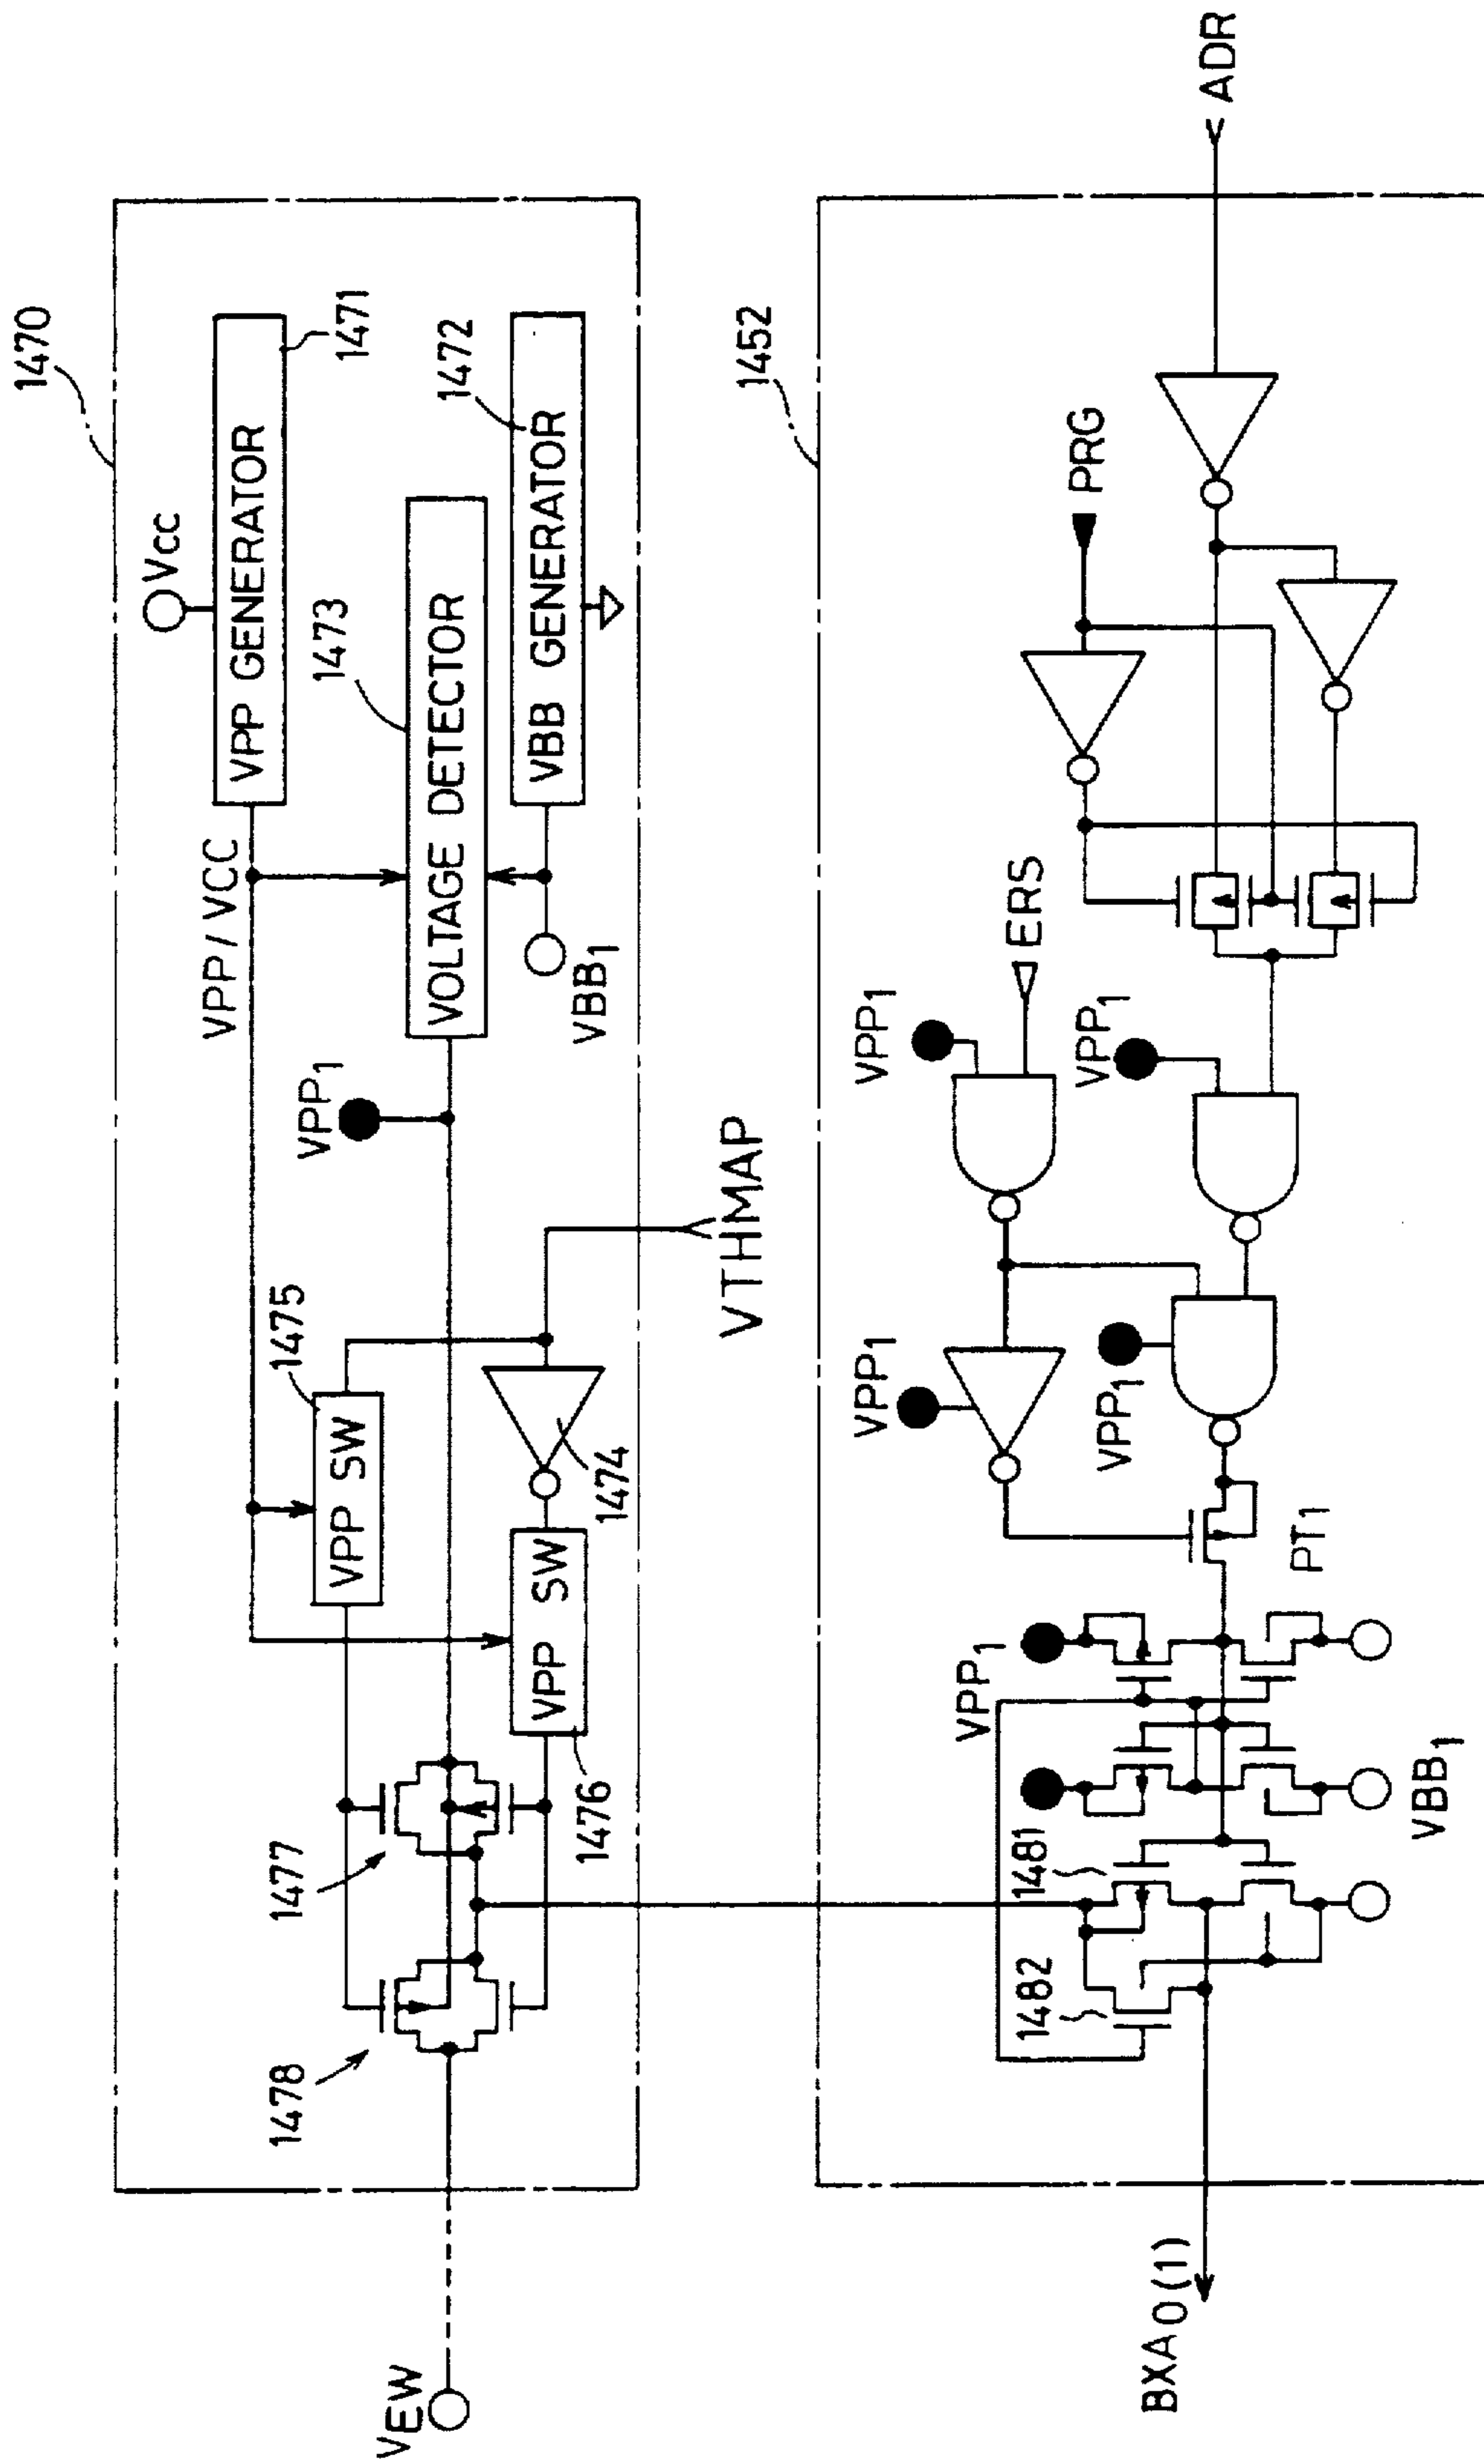 1470
Vcc
VPP GENERATOR
1471
VPP/VCC
1473
VOLTAGE DETECTOR
1472
VBB GENERATOR
VBB1
VPP1
VTHMAP
1475
VPP SW
1474
VPP SW
1476
1477
1478
VEW
1452
ADR
PRG
ERS
VPP1
VPP1
VPP1
VPP1
PT1
VPP1
VBB1
1481
1482
BXA0(1)